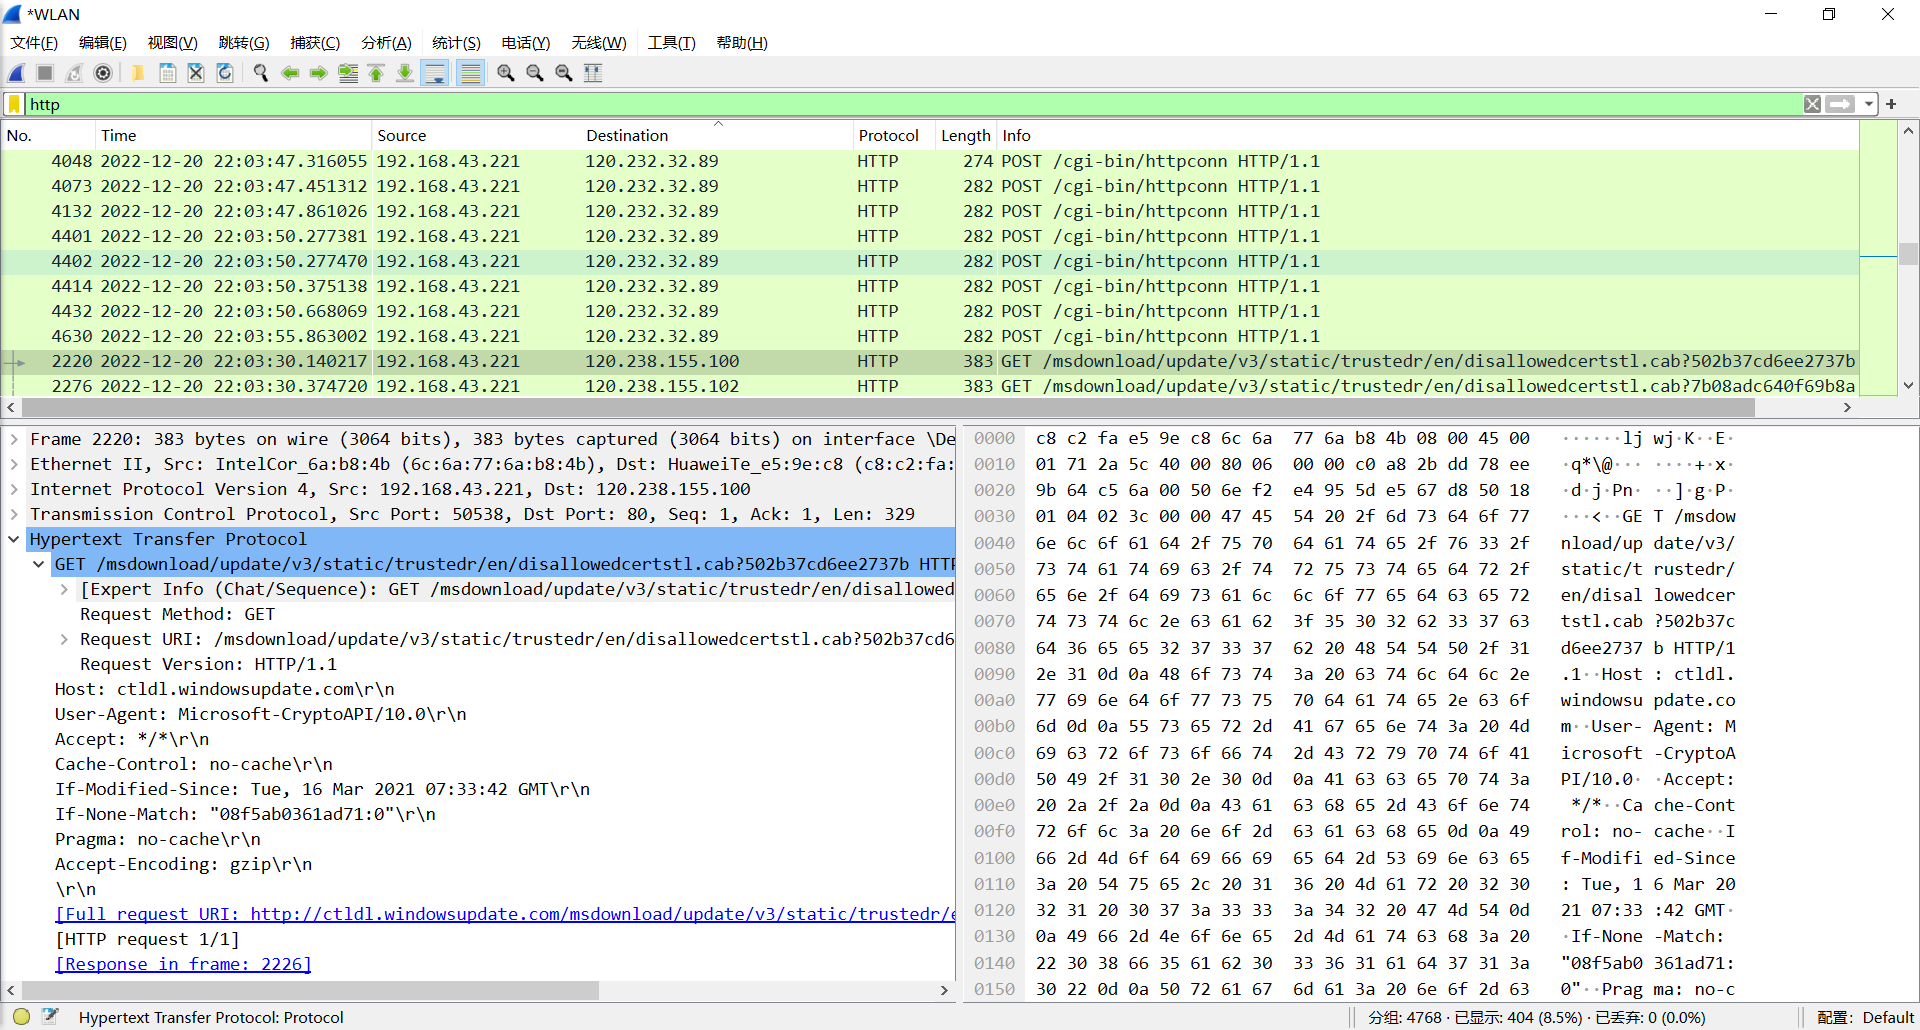 *WLAN
文件(F) 编辑(E) 视图(V) 跳转(G) 捕获(C) 分析(A) 统计(S) 电话(Y) 无线(W) 工具(T) 帮助(H)
http
No. Time Source Destination Protocol Length Info
4048 2022-12-20 22:03:47.316055 192.168.43.221 120.232.32.89 HTTP 274 POST /cgi-bin/httpconn HTTP/1.1
4073 2022-12-20 22:03:47.451312 192.168.43.221 120.232.32.89 HTTP 282 POST /cgi-bin/httpconn HTTP/1.1
4132 2022-12-20 22:03:47.861026 192.168.43.221 120.232.32.89 HTTP 282 POST /cgi-bin/httpconn HTTP/1.1
4401 2022-12-20 22:03:50.277381 192.168.43.221 120.232.32.89 HTTP 282 POST /cgi-bin/httpconn HTTP/1.1
4402 2022-12-20 22:03:50.277470 192.168.43.221 120.232.32.89 HTTP 282 POST /cgi-bin/httpconn HTTP/1.1
4414 2022-12-20 22:03:50.375138 192.168.43.221 120.232.32.89 HTTP 282 POST /cgi-bin/httpconn HTTP/1.1
4432 2022-12-20 22:03:50.668069 192.168.43.221 120.232.32.89 HTTP 282 POST /cgi-bin/httpconn HTTP/1.1
4630 2022-12-20 22:03:55.863002 192.168.43.221 120.232.32.89 HTTP 282 POST /cgi-bin/httpconn HTTP/1.1
2220 2022-12-20 22:03:30.140217 192.168.43.221 120.238.155.100 HTTP 383 GET /msdownload/update/v3/static/trustedr/en/disallowedcertstl.cab?502b37cd6ee2737b
2276 2022-12-20 22:03:30.374720 192.168.43.221 120.238.155.102 HTTP 383 GET /msdownload/update/v3/static/trustedr/en/disallowedcertstl.cab?7b08adc640f69b8a
Frame 2220: 383 bytes on wire (3064 bits), 383 bytes captured (3064 bits) on interface \De
Ethernet II, Src: IntelCor_6a:b8:4b (6c:6a:77:6a:b8:4b), Dst: HuaweiTe_e5:9e:c8 (c8:c2:fa:
Internet Protocol Version 4, Src: 192.168.43.221, Dst: 120.238.155.100
Transmission Control Protocol, Src Port: 50538, Dst Port: 80, Seq: 1, Ack: 1, Len: 329
Hypertext Transfer Protocol
GET /msdownload/update/v3/static/trustedr/en/disallowedcertstl.cab?502b37cd6ee2737b HTTP
[Expert Info (Chat/Sequence): GET /msdownload/update/v3/static/trustedr/en/disallowed
Request Method: GET
Request URI: /msdownload/update/v3/static/trustedr/en/disallowedcertstl.cab?502b37cd6
Request Version: HTTP/1.1
Host: ctldl.windowsupdate.com\r\n
User-Agent: Microsoft-CryptoAPI/10.0\r\n
Accept: */*\r\n
Cache-Control: no-cache\r\n
If-Modified-Since: Tue, 16 Mar 2021 07:33:42 GMT\r\n
If-None-Match: "08f5ab0361ad71:0"\r\n
Pragma: no-cache\r\n
Accept-Encoding: gzip\r\n
\r\n
[Full request URI: http://ctldl.windowsupdate.com/msdownload/update/v3/static/trustedr/e
[HTTP request 1/1]
[Response in frame: 2226]
0000 c8 c2 fa e5 9e c8 6c 6a 77 6a b8 4b 08 00 45 00 ······lj wj·K··E·
0010 01 71 2a 5c 40 00 80 06 00 00 c0 a8 2b dd 78 ee ·q*\@··· ····+·x·
0020 9b 64 c5 6a 00 50 6e f2 e4 95 5d e5 67 d8 50 18 ·d·j·Pn· ··]·g·P·
0030 01 04 02 3c 00 00 47 45 54 20 2f 6d 73 64 6f 77 ···<··GE T /msdow
0040 6e 6c 6f 61 64 2f 75 70 64 61 74 65 2f 76 33 2f nload/up date/v3/
0050 73 74 61 74 69 63 2f 74 72 75 73 74 65 64 72 2f static/t rustedr/
0060 65 6e 2f 64 69 73 61 6c 6c 6f 77 65 64 63 65 72 en/disal lowedcer
0070 74 73 74 6c 2e 63 61 62 3f 35 30 32 62 33 37 63 tstl.cab ?502b37c
0080 64 36 65 65 32 37 33 37 62 20 48 54 54 50 2f 31 d6ee2737 b HTTP/1
0090 2e 31 0d 0a 48 6f 73 74 3a 20 63 74 6c 64 6c 2e .1··Host : ctldl.
00a0 77 69 6e 64 6f 77 73 75 70 64 61 74 65 2e 63 6f windowsu pdate.co
00b0 6d 0d 0a 55 73 65 72 2d 41 67 65 6e 74 3a 20 4d m··User- Agent: M
00c0 69 63 72 6f 73 6f 66 74 2d 43 72 79 70 74 6f 41 icrosoft -CryptoA
00d0 50 49 2f 31 30 2e 30 0d 0a 41 63 63 65 70 74 3a PI/10.0· ·Accept:
00e0 20 2a 2f 2a 0d 0a 43 61 63 68 65 2d 43 6f 6e 74 */*··Ca che-Cont
00f0 72 6f 6c 3a 20 6e 6f 2d 63 61 63 68 65 0d 0a 49 rol: no- cache··I
0100 66 2d 4d 6f 64 69 66 69 65 64 2d 53 69 6e 63 65 f-Modifi ed-Since
0110 3a 20 54 75 65 2c 20 31 36 20 4d 61 72 20 32 30 : Tue, 1 6 Mar 20
0120 32 31 20 30 37 3a 33 33 3a 34 32 20 47 4d 54 0d 21 07:33 :42 GMT·
0130 0a 49 66 2d 4e 6f 6e 65 2d 4d 61 74 63 68 3a 20 ·If-None -Match:
0140 22 30 38 66 35 61 62 30 33 36 31 61 64 37 31 3a "08f5ab0 361ad71:
0150 30 22 0d 0a 50 72 61 67 6d 61 3a 20 6e 6f 2d 63 0"··Prag ma: no-c
Hypertext Transfer Protocol: Protocol 分组: 4768 · 已显示: 404 (8.5%) · 已丢弃: 0 (0.0%) 配置: Default